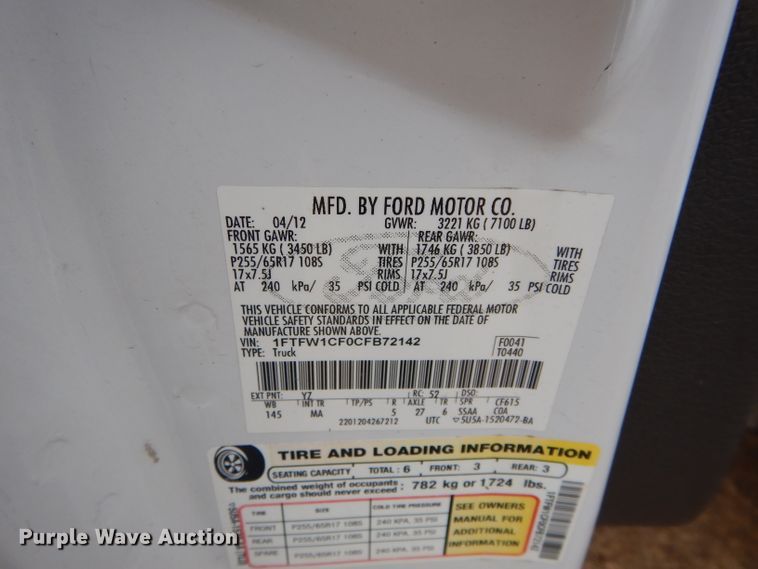 MFD. BY FORD MOTOR CO.
DATE: 04/12 GVWR: 3221 KG ( 7100 LB)
FRONT GAWR: REAR GAWR:
1565 KG ( 3450 LB) WITH 1746 KG ( 3850 LB) WITH
P255/65R17 108S TIRES P255/65R17 108S TIRES
17x7.5J RIMS 17x7.5J RIMS
AT 240 kPa/ 35 PSI COLD AT 240 kPa/ 35 PSI COLD
THIS VEHICLE CONFORMS TO ALL APPLICABLE FEDERAL MOTOR
VEHICLE SAFETY STANDARDS IN EFFECT ON THE DATE OF
MANUFACTURE SHOWN ABOVE.
VIN: 1FTFW1CF0CFB72142 F0041
TYPE: Truck T0440
EXT PNT: YZ RC: 52 DSO:
WB INT TR TP/PS R AXLE TR SPR CF615
145 MA 5 27 6 SSAA COA
2201204267212 UTC ▽5U5A-1520472-BA
TIRE AND LOADING INFORMATION
SEATING CAPACITY TOTAL: 6 FRONT: 3 REAR: 3
The combined weight of occupants and cargo should never exceed: 782 kg or 1724 lbs.
TIRE SIZE COLD TIRE PRESSURE
FRONT P255/65R17 108S 240 KPA, 35 PSI
REAR P255/65R17 108S 240 KPA, 35 PSI
SPARE P255/65R17 108S 240 KPA, 35 PSI
SEE OWNERS
MANUAL FOR
ADDITIONAL
INFORMATION
1FTFW1CF0CFB72142
Purple Wave Auction